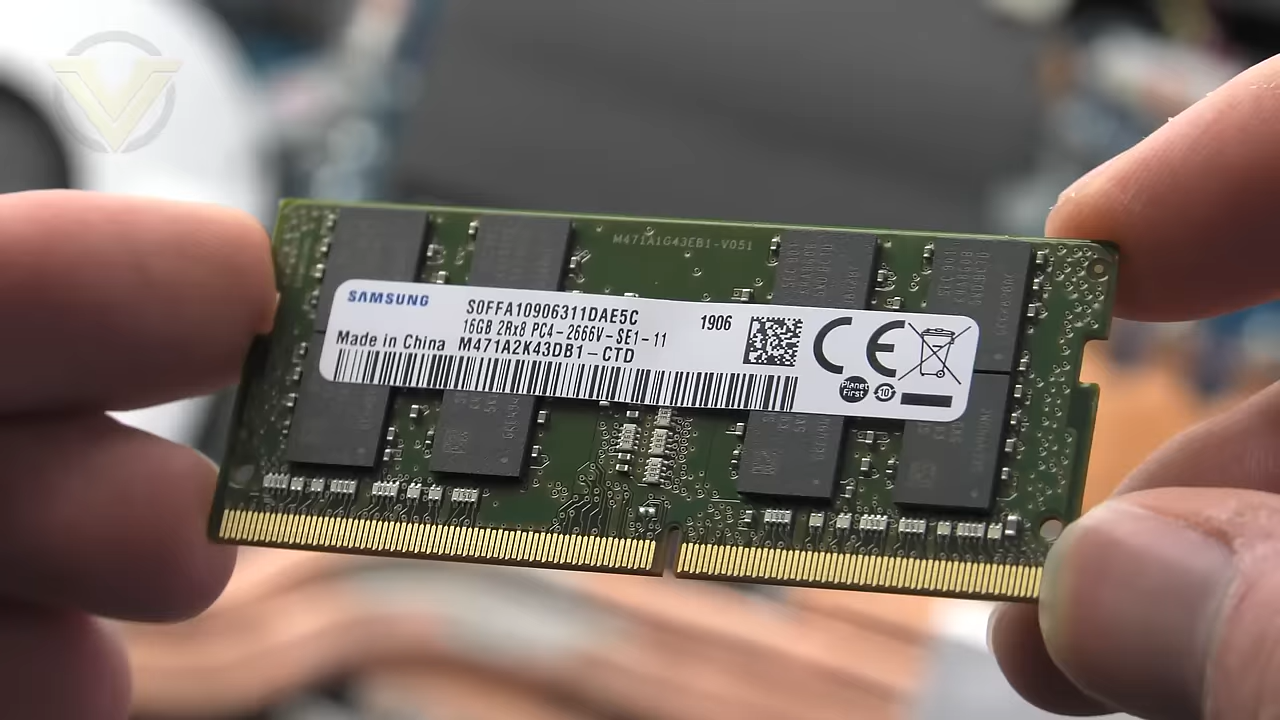 M471A1G43EB1-V051
SAMSUNG
S0FFA10906311DAE5C
1906
16GB 2Rx8 PC4-2666V-SE1-11
Made in China M471A2K43DB1-CTD
CE
Planet
First
10